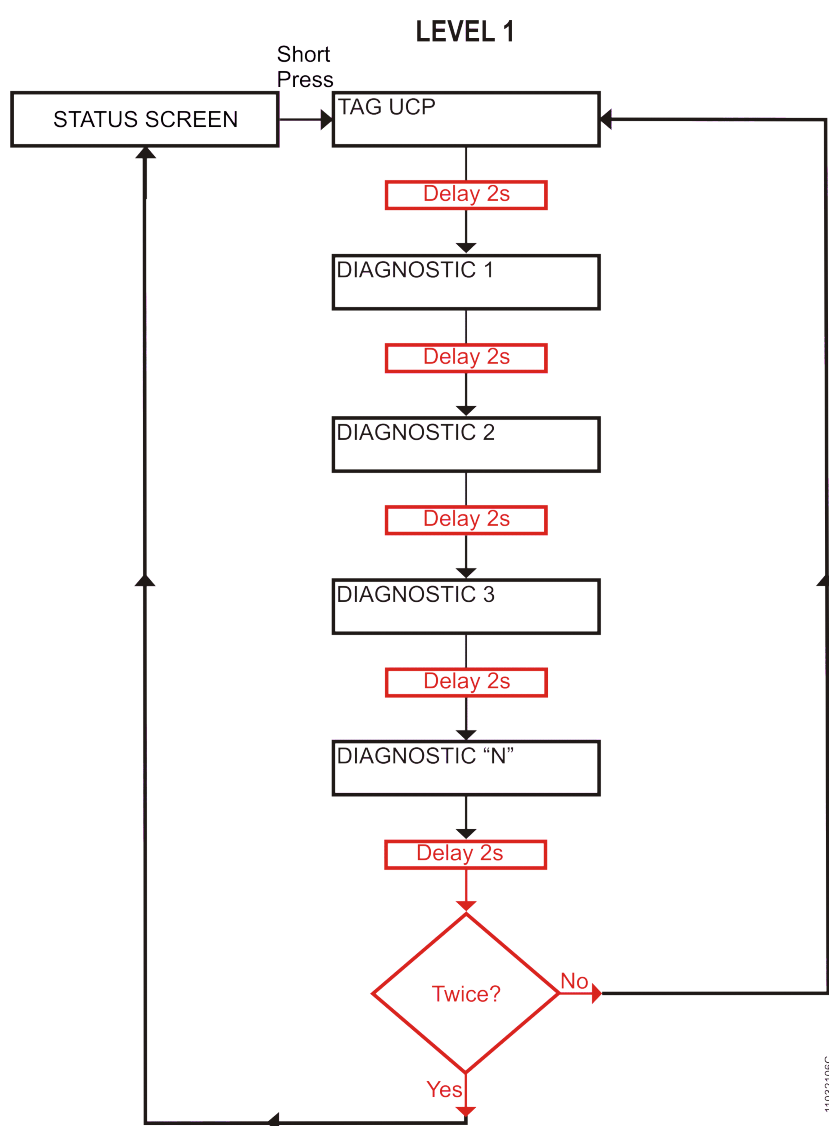 LEVEL 1
Short
Press
STATUS SCREEN
TAG UCP
Delay 2s
DIAGNOSTIC 1
Delay 2s
DIAGNOSTIC 2
Delay 2s
DIAGNOSTIC 3
Delay 2s
DIAGNOSTIC “N”
Delay 2s
Twice?
No
Yes